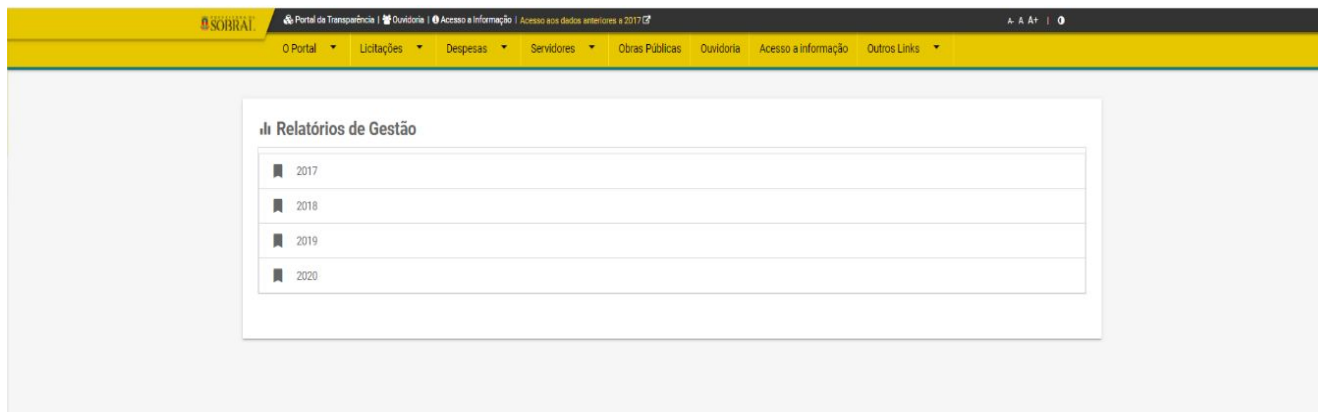 SOBRAL
Portal da Transparência | Ouvidoria | Acesso a Informação | Acesso aos dados anteriores a 2017
A- A A+ |
O Portal Licitações Despesas Servidores Obras Públicas Ouvidoria Acesso a informação Outros Links
Relatórios de Gestão
2017
2018
2019
2020